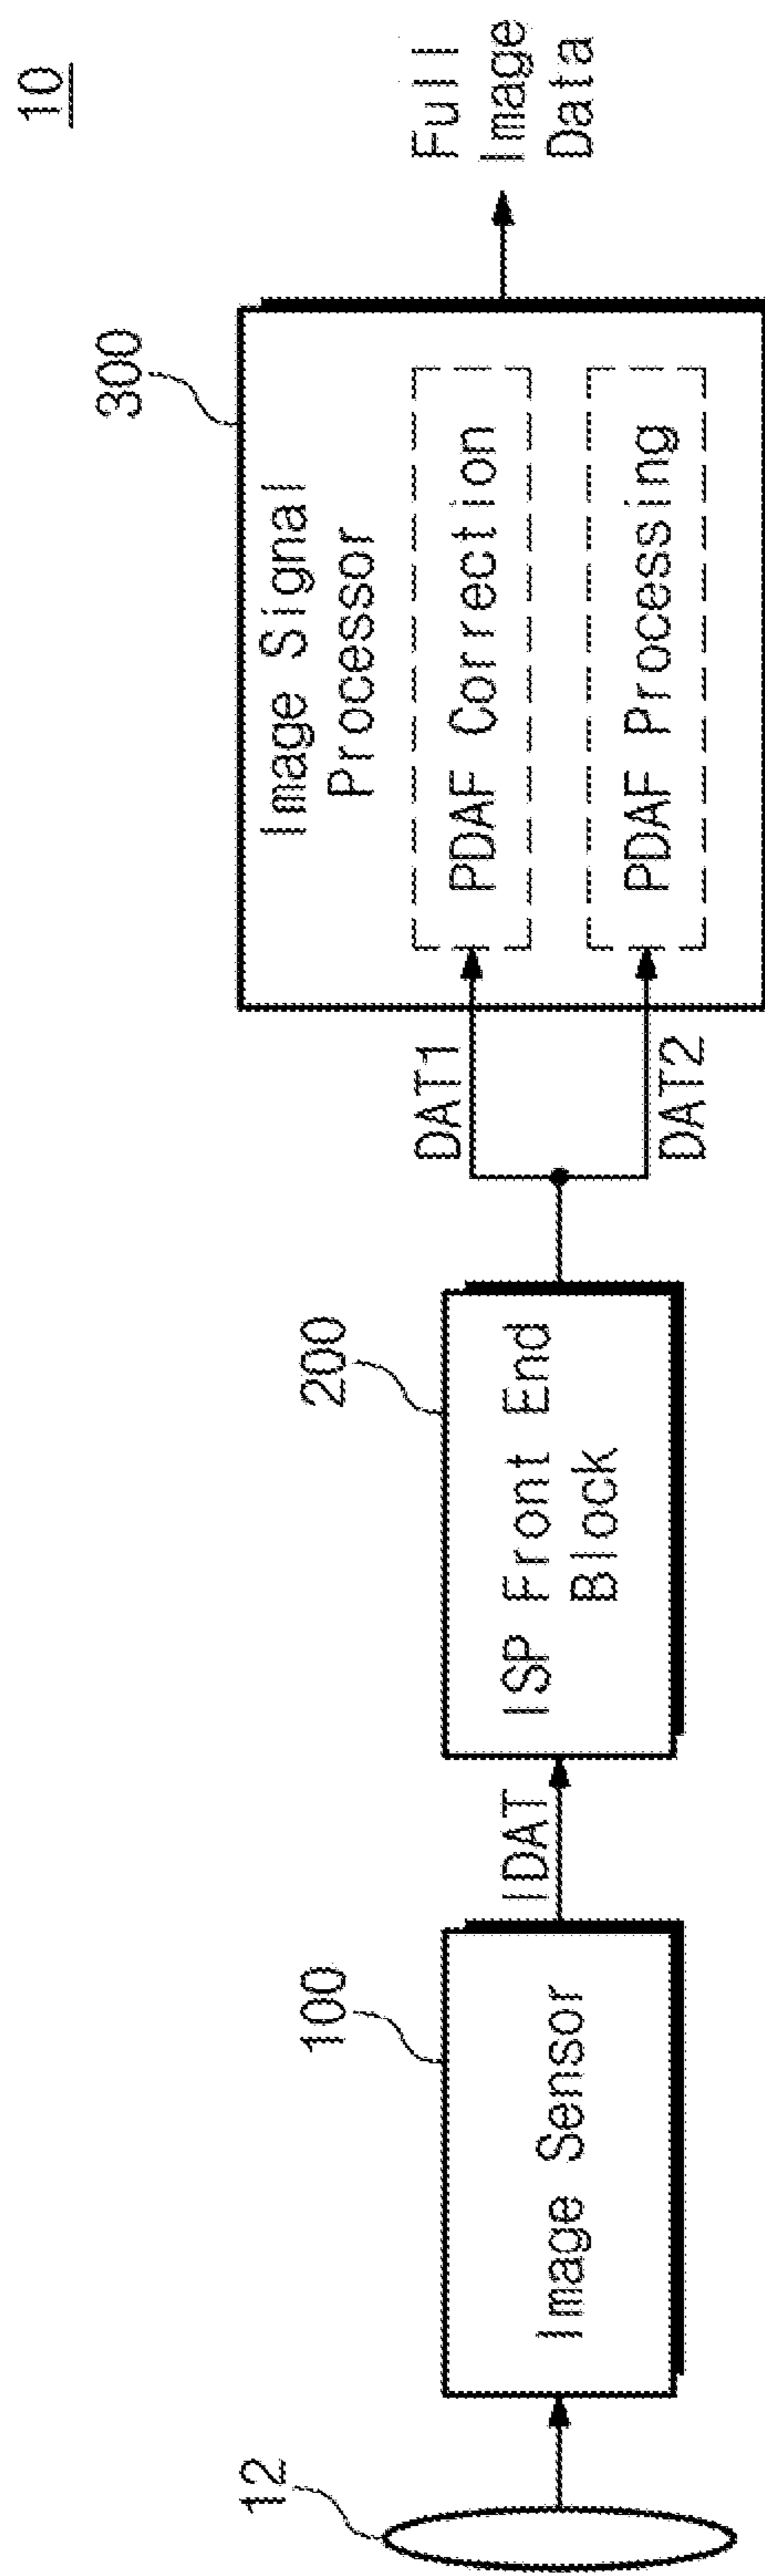 10
12
100
Image Sensor
IDAT
200
ISP Front End
Block
DAT1
DAT2
300
Image Signal
Processor
PDAF Correction
PDAF Processing
Full
Image
Data